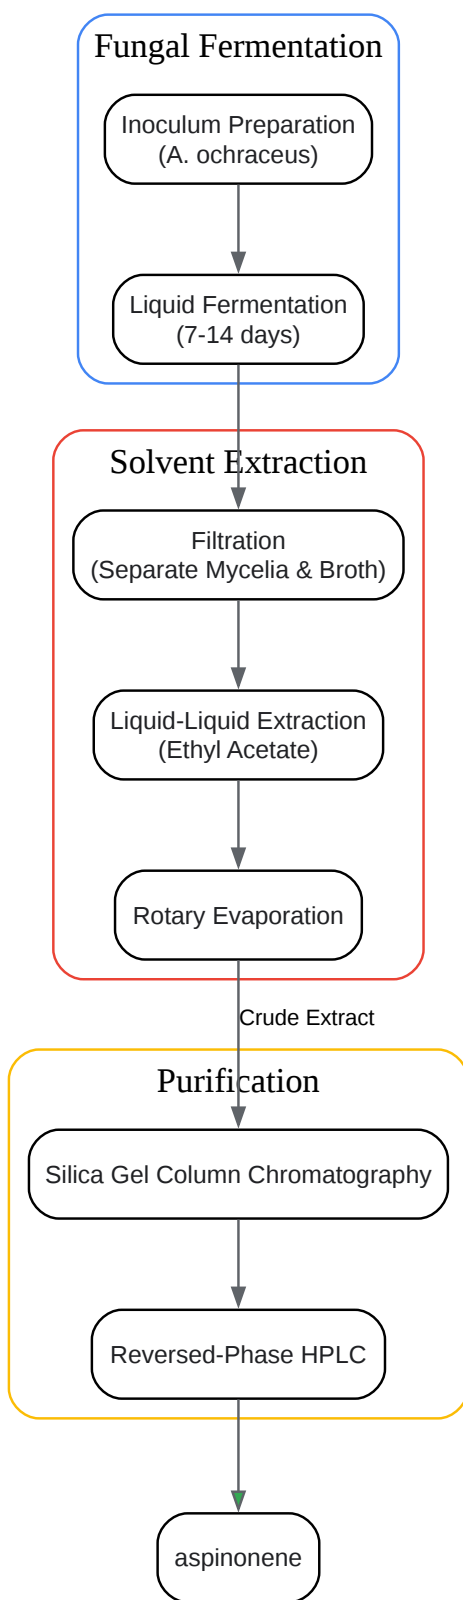 Fungal Fermentation
Inoculum Preparation
(A. ochraceus)
Liquid Fermentation
(7-14 days)
Solvent Extraction
Filtration
(Separate Mycelia & Broth)
Liquid-Liquid Extraction
(Ethyl Acetate)
Rotary Evaporation
Crude Extract
Purification
Silica Gel Column Chromatography
Reversed-Phase HPLC
aspinonene